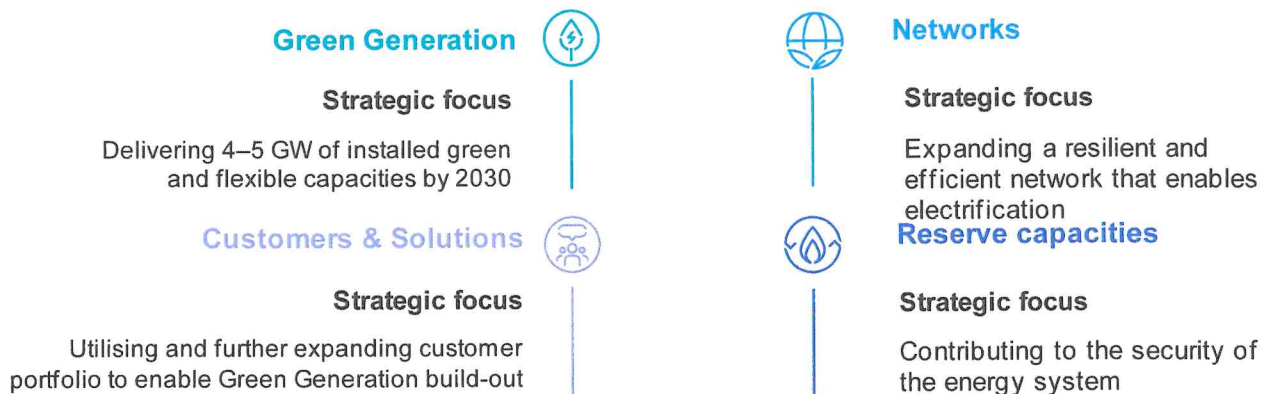 Green Generation
Strategic focus
Delivering 4–5 GW of installed green
and flexible capacities by 2030
Networks
Strategic focus
Expanding a resilient and
efficient network that enables
electrification
Customers & Solutions
Strategic focus
Utilising and further expanding customer
portfolio to enable Green Generation build-out
Reserve capacities
Strategic focus
Contributing to the security of
the energy system